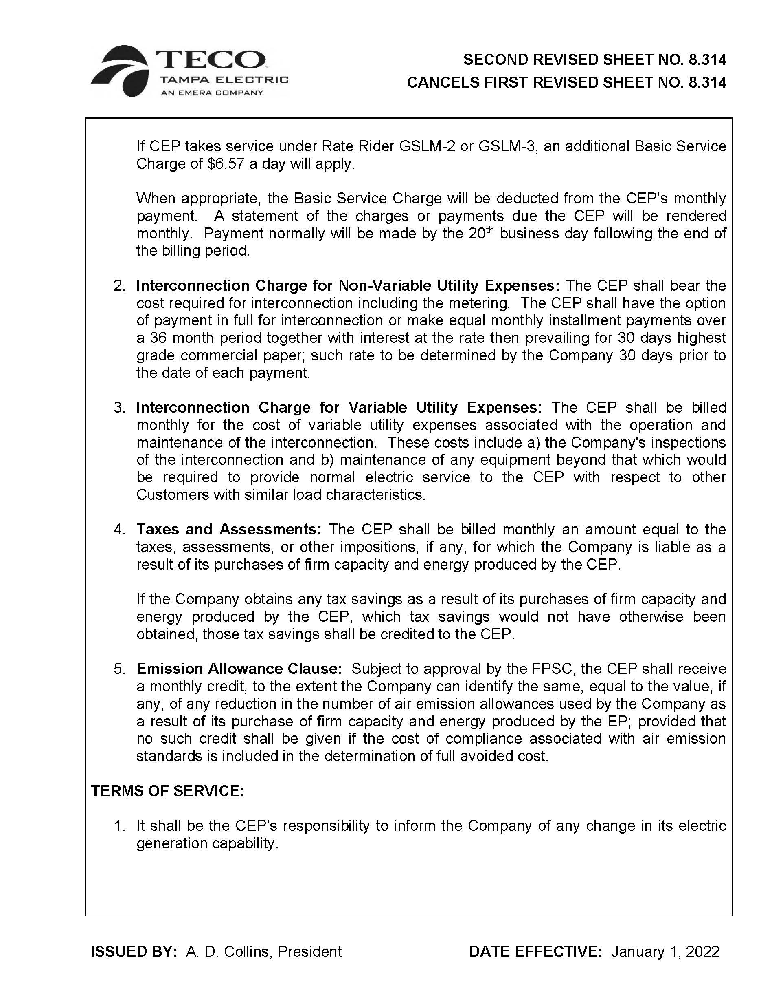 TECO®
TAMPA ELECTRIC
AN EMERA COMPANY
SECOND REVISED SHEET NO. 8.314
CANCELS FIRST REVISED SHEET NO. 8.314
If CEP takes service under Rate Rider GSLM-2 or GSLM-3, an additional Basic Service
Charge of $6.57 a day will apply.
When appropriate, the Basic Service Charge will be deducted from the CEP’s monthly
payment. A statement of the charges or payments due the CEP will be rendered
monthly. Payment normally will be made by the 20th business day following the end of
the billing period.
2. Interconnection Charge for Non-Variable Utility Expenses: The CEP shall bear the
cost required for interconnection including the metering. The CEP shall have the option
of payment in full for interconnection or make equal monthly installment payments over
a 36 month period together with interest at the rate then prevailing for 30 days highest
grade commercial paper; such rate to be determined by the Company 30 days prior to
the date of each payment.
3. Interconnection Charge for Variable Utility Expenses: The CEP shall be billed
monthly for the cost of variable utility expenses associated with the operation and
maintenance of the interconnection. These costs include a) the Company's inspections
of the interconnection and b) maintenance of any equipment beyond that which would
be required to provide normal electric service to the CEP with respect to other
Customers with similar load characteristics.
4. Taxes and Assessments: The CEP shall be billed monthly an amount equal to the
taxes, assessments, or other impositions, if any, for which the Company is liable as a
result of its purchases of firm capacity and energy produced by the CEP.
If the Company obtains any tax savings as a result of its purchases of firm capacity and
energy produced by the CEP, which tax savings would not have otherwise been
obtained, those tax savings shall be credited to the CEP.
5. Emission Allowance Clause: Subject to approval by the FPSC, the CEP shall receive
a monthly credit, to the extent the Company can identify the same, equal to the value, if
any, of any reduction in the number of air emission allowances used by the Company as
a result of its purchase of firm capacity and energy produced by the EP; provided that
no such credit shall be given if the cost of compliance associated with air emission
standards is included in the determination of full avoided cost.
TERMS OF SERVICE:
1. It shall be the CEP’s responsibility to inform the Company of any change in its electric
generation capability.
ISSUED BY: A. D. Collins, President
DATE EFFECTIVE: January 1, 2022